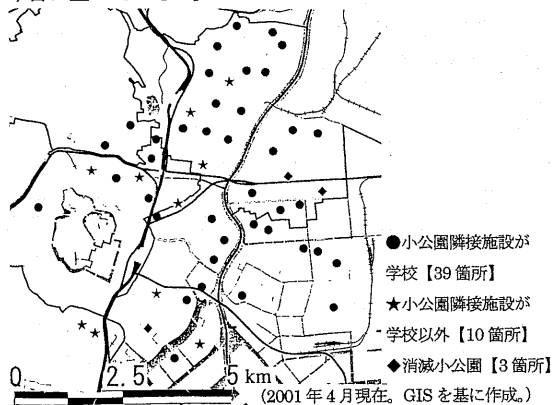 ●小公園隣接施設が
学校【39箇所】
★小公園隣接施設が
学校以外【10箇所】
◆消滅小公園【3箇所】
0 2.5 5 km
(2001年4月現在。GISを基に作成。)